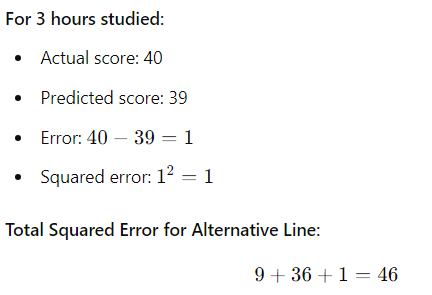 For 3 hours studied:
• Actual score: 40
• Predicted score: 39
• Error: 40 − 39 = 1
• Squared error: 1² = 1
Total Squared Error for Alternative Line:
9 + 36 + 1 = 46